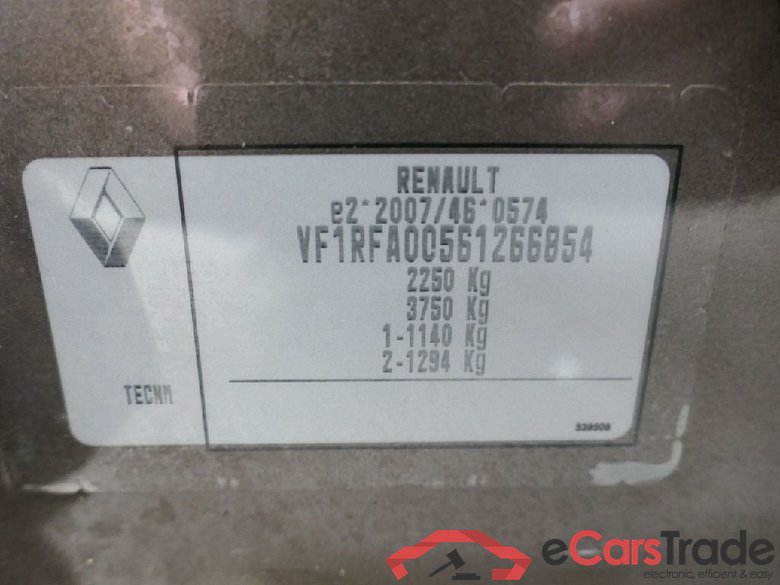 RENAULT
e2*2007/46*0574
VF1RFA00561266854
2250 Kg
3750 Kg
1-1140 Kg
2-1294 Kg
TECNM
539509
eCarsTrade
electronic, efficient & easy